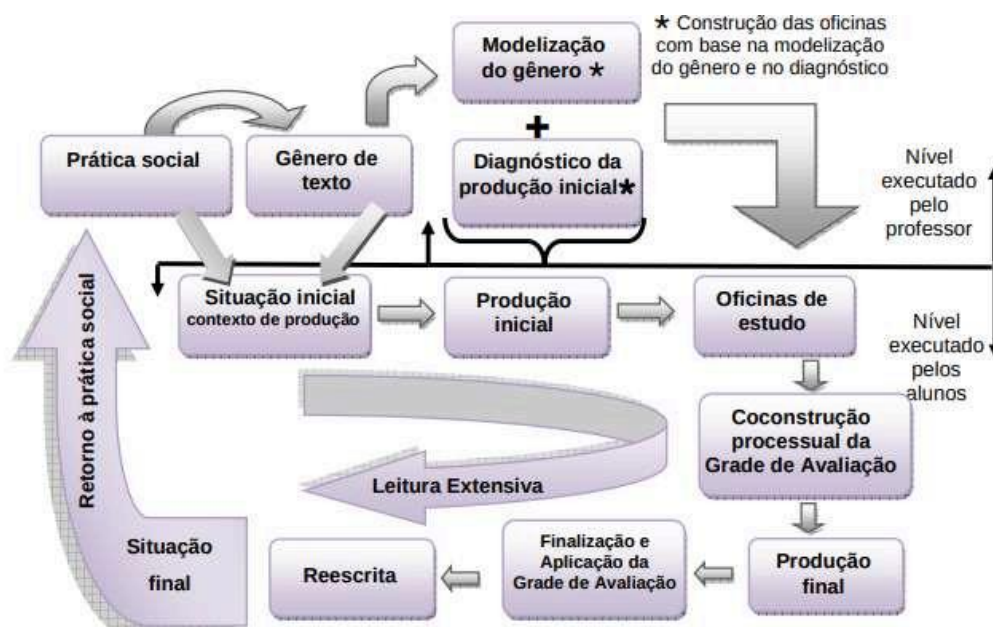 Modelização
do gênero *
* Construção das oficinas
com base na modelização
do gênero e no diagnóstico
+
Prática social
Gênero de
texto
Diagnóstico da
produção inicial*
Nível
executado
pelo
professor
Situação inicial
contexto de produção
Produção
inicial
Oficinas de
estudo
Nível
executado
pelos
alunos
Coconstrução
processual da
Grade de Avaliação
Leitura Extensiva
Retorno à prática social
Situação
final
Reescrita
Finalização e
Aplicação da
Grade de Avaliação
Produção
final